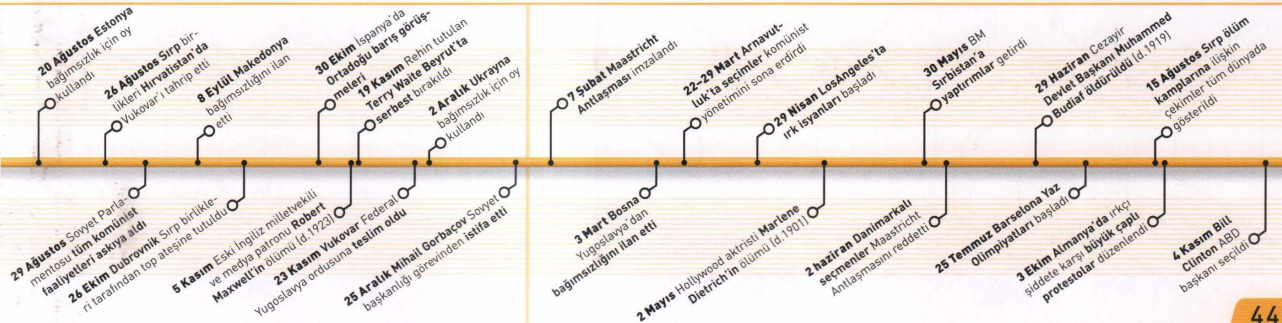 20 Ağustos Estonya
bağımsızlık için oy
kullandı
26 Ağustos Sırp bir-
likleri Hırvatistan'da
Vukovar'ı tahrip etti
8 Eylül Makedonya
bağımsızlığını ilan
etti
30 Ekim İspanya'da
Ortadoğu barış görüş-
meleri
19 Kasım Rehin tutulan
Terry Waite Beyrut'ta
serbest bırakıldı
2 Aralık Ukrayna
bağımsızlık için oy
kullandı
7 Şubat Maastricht
Antlaşması imzalandı
22-29 Mart Arnavut-
luk'ta seçimler komünist
yönetimini sona erdirdi
29 Nisan LosAngeles'ta
ırk isyanları başladı
30 Mayıs BM
Sırbistan'a
yaptırımlar getirdi
29 Haziran Cezayir
Devlet Başkanı Muhammed
Budiaf öldürüldü (d.1919)
15 Ağustos Sırp ölüm
kamplarına ilişkin
çekimler tüm dünyada
gösterildi
29 Ağustos Sovyet Parla-
mentosu tüm komünist
faaliyetleri askıya aldı
26 Ekim Dubrovnik Sırp birlikle-
ri tarafından top ateşine tutuldu
5 Kasım Eski İngiliz milletvekili
ve medya patronu Robert
Maxwell'in ölümü (d.1923)
23 Kasım Vukovar Federal
Yugoslavya ordusuna teslim oldu
25 Aralık Mihail Gorbaçov Sovyet
başkanlığı görevinden istifa etti
3 Mart Bosna
Yugoslavya'dan
bağımsızlığını ilan etti
2 Mayıs Hollywood aktristi Marlene
Dietrich'in ölümü (d.1901)
2 haziran Danimarkalı
seçmenler Maastricht
Antlaşmasını reddetti
25 Temmuz Barselona Yaz
Olimpiyatları başladı
3 Ekim Almanya'da ırkçı
şiddete karşı büyük çaplı
protestolar düzenlendi
4 Kasım Bill
Clinton ABD
başkanı seçildi
44